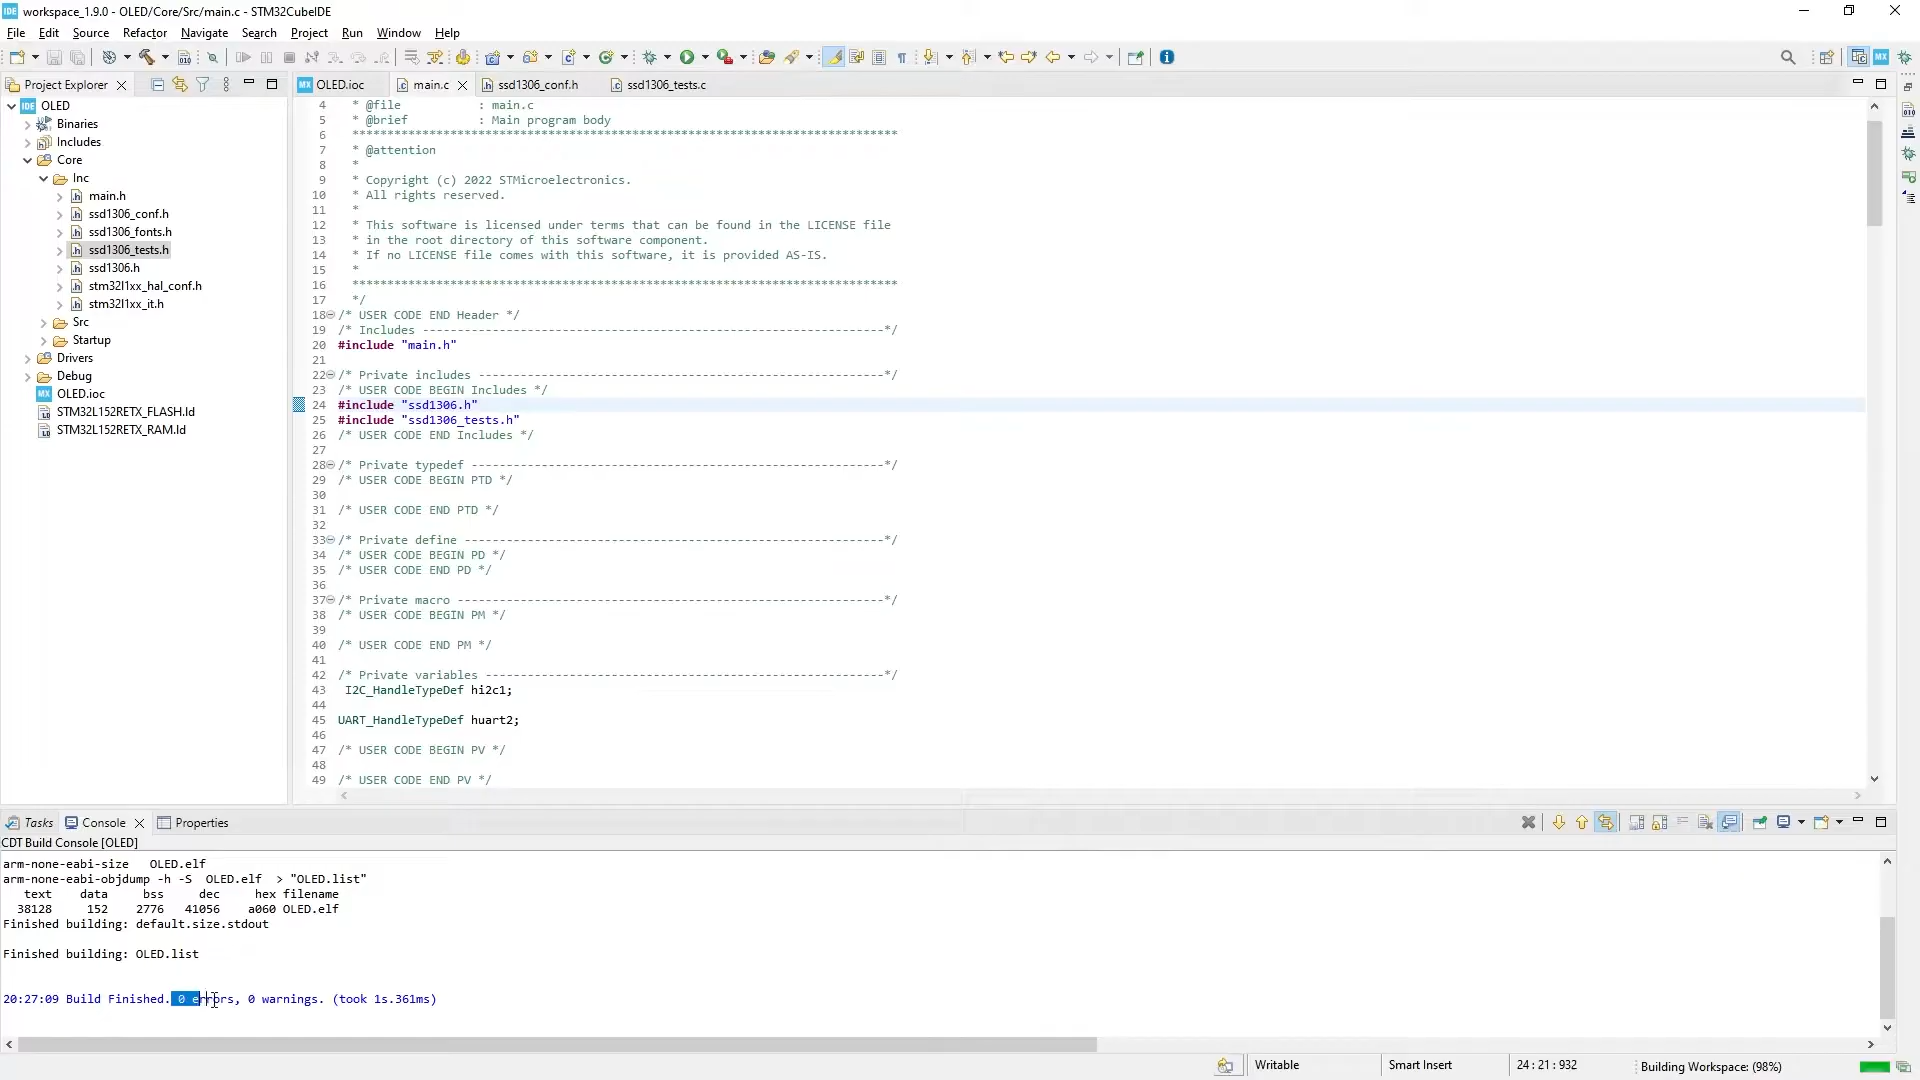 IDE workspace_1.9.0 - OLED/Core/Src/main.c - STM32CubeIDE
File Edit Source Refactor Navigate Search Project Run Window Help
Project Explorer
OLED
Binaries
Includes
Core
Inc
main.h
ssd1306_conf.h
ssd1306_fonts.h
ssd1306_tests.h
ssd1306.h
stm32l1xx_hal_conf.h
stm32l1xx_it.h
Src
Startup
Drivers
Debug
OLED.ioc
STM32L152RETX_FLASH.ld
STM32L152RETX_RAM.ld
MX OLED.ioc main.c ssd1306_conf.h ssd1306_tests.c
4 * @file : main.c
5 * @brief : Main program body
6 ******************************************************************************
7 * @attention
8 *
9 * Copyright (c) 2022 STMicroelectronics.
10 * All rights reserved.
11 *
12 * This software is licensed under terms that can be found in the LICENSE file
13 * in the root directory of this software component.
14 * If no LICENSE file comes with this software, it is provided AS-IS.
15 *
16 ******************************************************************************
17 */
18 /* USER CODE END Header */
19 /* Includes ------------------------------------------------------------------*/
20 #include "main.h"
21
22 /* Private includes ----------------------------------------------------------*/
23 /* USER CODE BEGIN Includes */
24 #include "ssd1306.h"
25 #include "ssd1306_tests.h"
26 /* USER CODE END Includes */
27
28 /* Private typedef -----------------------------------------------------------*/
29 /* USER CODE BEGIN PTD */
30
31 /* USER CODE END PTD */
32
33 /* Private define ------------------------------------------------------------*/
34 /* USER CODE BEGIN PD */
35 /* USER CODE END PD */
36
37 /* Private macro -------------------------------------------------------------*/
38 /* USER CODE BEGIN PM */
39
40 /* USER CODE END PM */
41
42 /* Private variables ---------------------------------------------------------*/
43 I2C_HandleTypeDef hi2c1;
44
45 UART_HandleTypeDef huart2;
46
47 /* USER CODE BEGIN PV */
48
49 /* USER CODE END PV */
Tasks Console Properties
CDT Build Console [OLED]
arm-none-eabi-size OLED.elf
arm-none-eabi-objdump -h -S OLED.elf > "OLED.list"
text data bss dec hex filename
38128 152 2776 41056 a060 OLED.elf
Finished building: default.size.stdout
Finished building: OLED.list
20:27:09 Build Finished. 0 errors, 0 warnings. (took 1s.361ms)
Writable Smart Insert 24 : 21 : 932 Building Workspace: (98%)